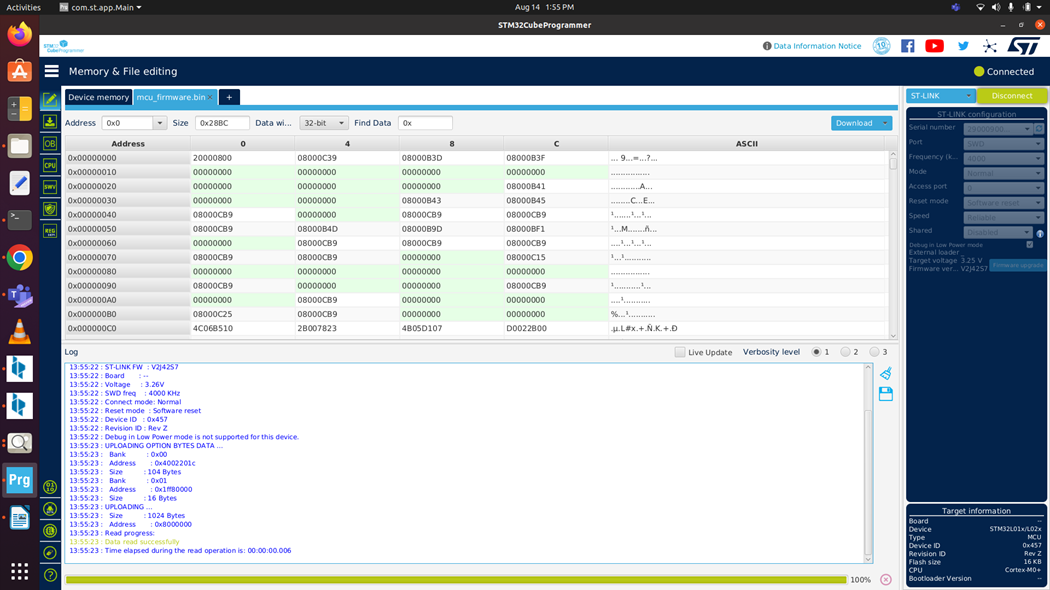 Activities com.st.app.Main Aug 14 1:55 PM
STM32CubeProgrammer
STM32 CubeProgrammer Data Information Notice
Memory & File editing Connected
Device memory mcu_firmware.bin × + ST-LINK Disconnect
Address 0x0 Size 0x28BC Data wi... 32-bit Find Data 0x Download
Address 0 4 8 C ASCII
0x00000000 20000800 08000C39 08000B3D 08000B3F ... 9...=...?...
0x00000010 00000000 00000000 00000000 00000000 ................
0x00000020 00000000 00000000 00000000 08000B41 ............A...
0x00000030 00000000 00000000 08000B43 08000B45 ........C...E...
0x00000040 08000CB9 00000000 08000CB9 08000CB9 ¹.......¹...¹...
0x00000050 08000CB9 08000B4D 08000B9D 08000BF1 ¹...M.......ñ...
0x00000060 00000000 08000CB9 08000CB9 08000CB9 ....¹...¹...¹...
0x00000070 08000CB9 08000CB9 00000000 08000C15 ¹...¹...........
0x00000080 00000000 00000000 00000000 00000000 ................
0x00000090 08000CB9 00000000 00000000 08000CB9 ¹...........¹...
0x000000A0 00000000 08000CB9 00000000 00000000 ....¹...........
0x000000B0 08000C25 08000CB9 00000000 00000000 %...¹...........
0x000000C0 4C06B510 2B007823 4B05D107 D0022B00 .µ.L#x.+.Ñ.K.+.Ð
ST-LINK configuration
Serial number
Port SWD
Frequency (k... 4000
Mode Normal
Access port 0
Reset mode Software reset
Speed Reliable
Shared Disabled
Debug in Low Power mode
External loader _
Target voltage 3.25 V
Firmware ver... V2J42S7 Firmware upgrade
Log Live Update Verbosity level 1 2 3
13:55:22 : ST-LINK FW : V2J42S7
13:55:22 : Board : --
13:55:22 : Voltage : 3.26V
13:55:22 : SWD freq : 4000 KHz
13:55:22 : Connect mode: Normal
13:55:22 : Reset mode : Software reset
13:55:22 : Device ID : 0x457
13:55:22 : Revision ID : Rev Z
13:55:22 : Debug in Low Power mode is not supported for this device.
13:55:23 : UPLOADING OPTION BYTES DATA ...
13:55:23 : Bank : 0x00
13:55:23 : Address : 0x4002201c
13:55:23 : Size : 104 Bytes
13:55:23 : Bank : 0x01
13:55:23 : Address : 0x1ff80000
13:55:23 : Size : 16 Bytes
13:55:23 : UPLOADING ...
13:55:23 : Size : 1024 Bytes
13:55:23 : Address : 0x8000000
13:55:23 : Read progress:
13:55:23 : Data read successfully
13:55:23 : Time elapsed during the read operation is: 00:00:00.006
100%
Target information
Board --
Device STM32L01x/L02x
Type MCU
Device ID 0x457
Revision ID Rev Z
Flash size 16 KB
CPU Cortex-M0+
Bootloader Version --
OB
CPU
SWV
REG
Prg